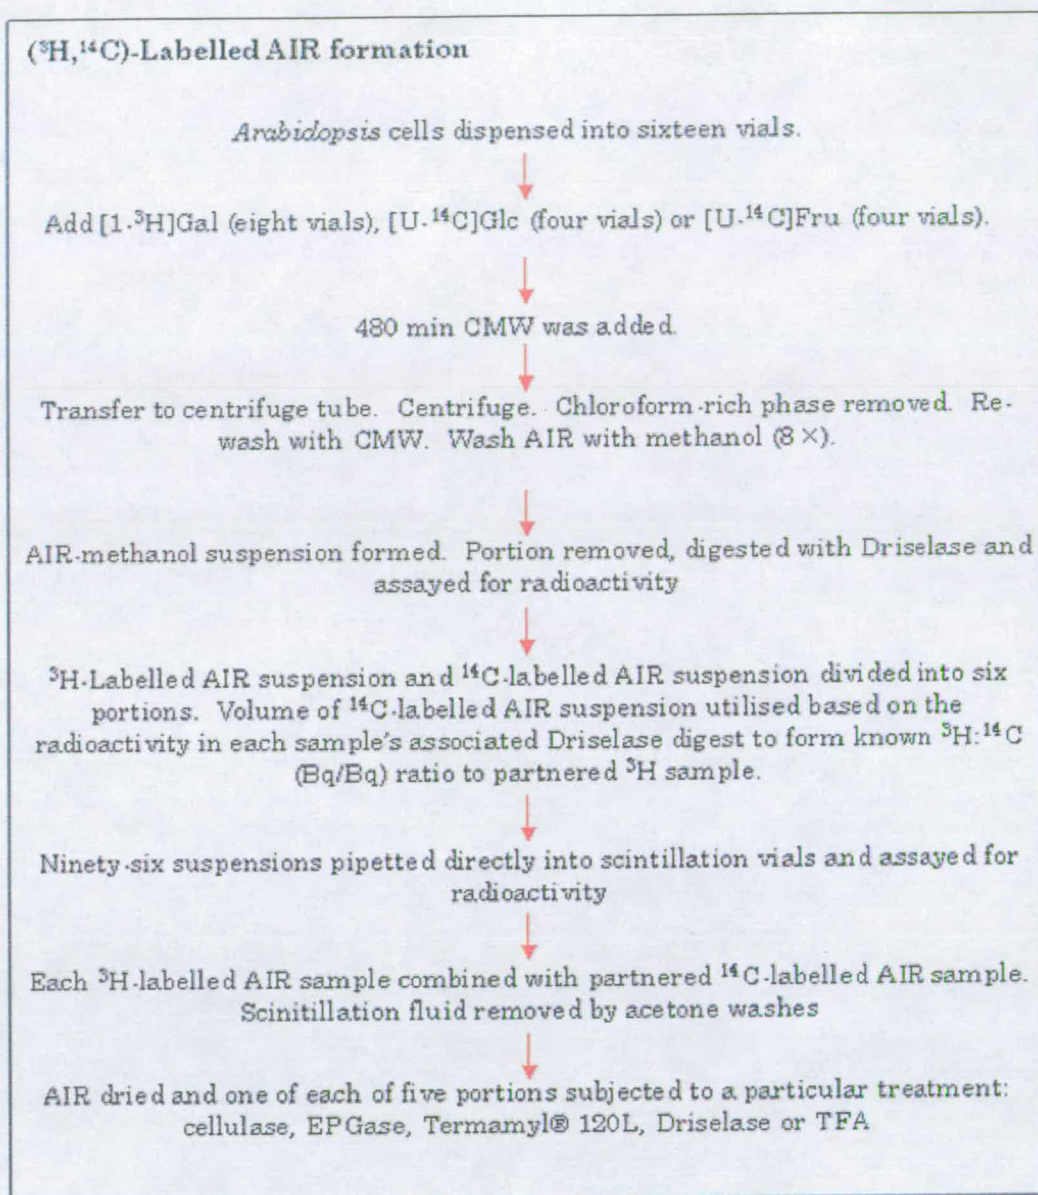 (³H,¹⁴C)-Labelled AIR formation
Arabidopsis cells dispensed into sixteen vials.
Add [1-³H]Gal (eight vials), [U-¹⁴C]Glc (four vials) or [U-¹⁴C]Fru (four vials).
480 min CMW was added.
Transfer to centrifuge tube. Centrifuge. Chloroform-rich phase removed. Re-
wash with CMW. Wash AIR with methanol (8 ×).
AIR-methanol suspension formed. Portion removed, digested with Driselase and
assayed for radioactivity
³H-Labelled AIR suspension and ¹⁴C-labelled AIR suspension divided into six
portions. Volume of ¹⁴C-labelled AIR suspension utilised based on the
radioactivity in each sample's associated Driselase digest to form known ³H:¹⁴C
(Bq/Bq) ratio to partnered ³H sample.
Ninety-six suspensions pipetted directly into scintillation vials and assayed for
radioactivity
Each ³H-labelled AIR sample combined with partnered ¹⁴C-labelled AIR sample.
Scinitillation fluid removed by acetone washes
AIR dried and one of each of five portions subjected to a particular treatment:
cellulase, EPGase, Termamyl® 120L, Driselase or TFA